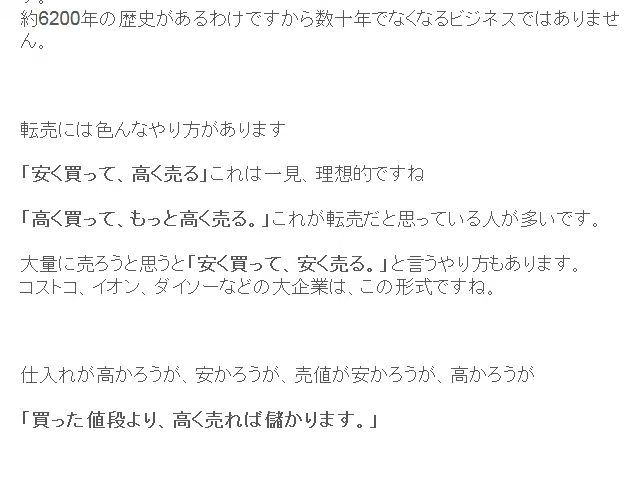 す。
約6200年の歴史があるわけですから数十年でなくなるビジネスではありませ
ん。
転売には色んなやり方があります
「安く買って、高く売る」これは一見、理想的ですね
「高く買って、もっと高く売る。」これが転売だと思っている人が多いです。
大量に売ろうと思うと「安く買って、安く売る。」と言うやり方もあります。
コストコ、イオン、ダイソーなどの大企業は、この形式ですね。
仕入れが高かろうが、安かろうが、売値が安かろうが、高かろうが
「買った値段より、高く売れば儲かります。」